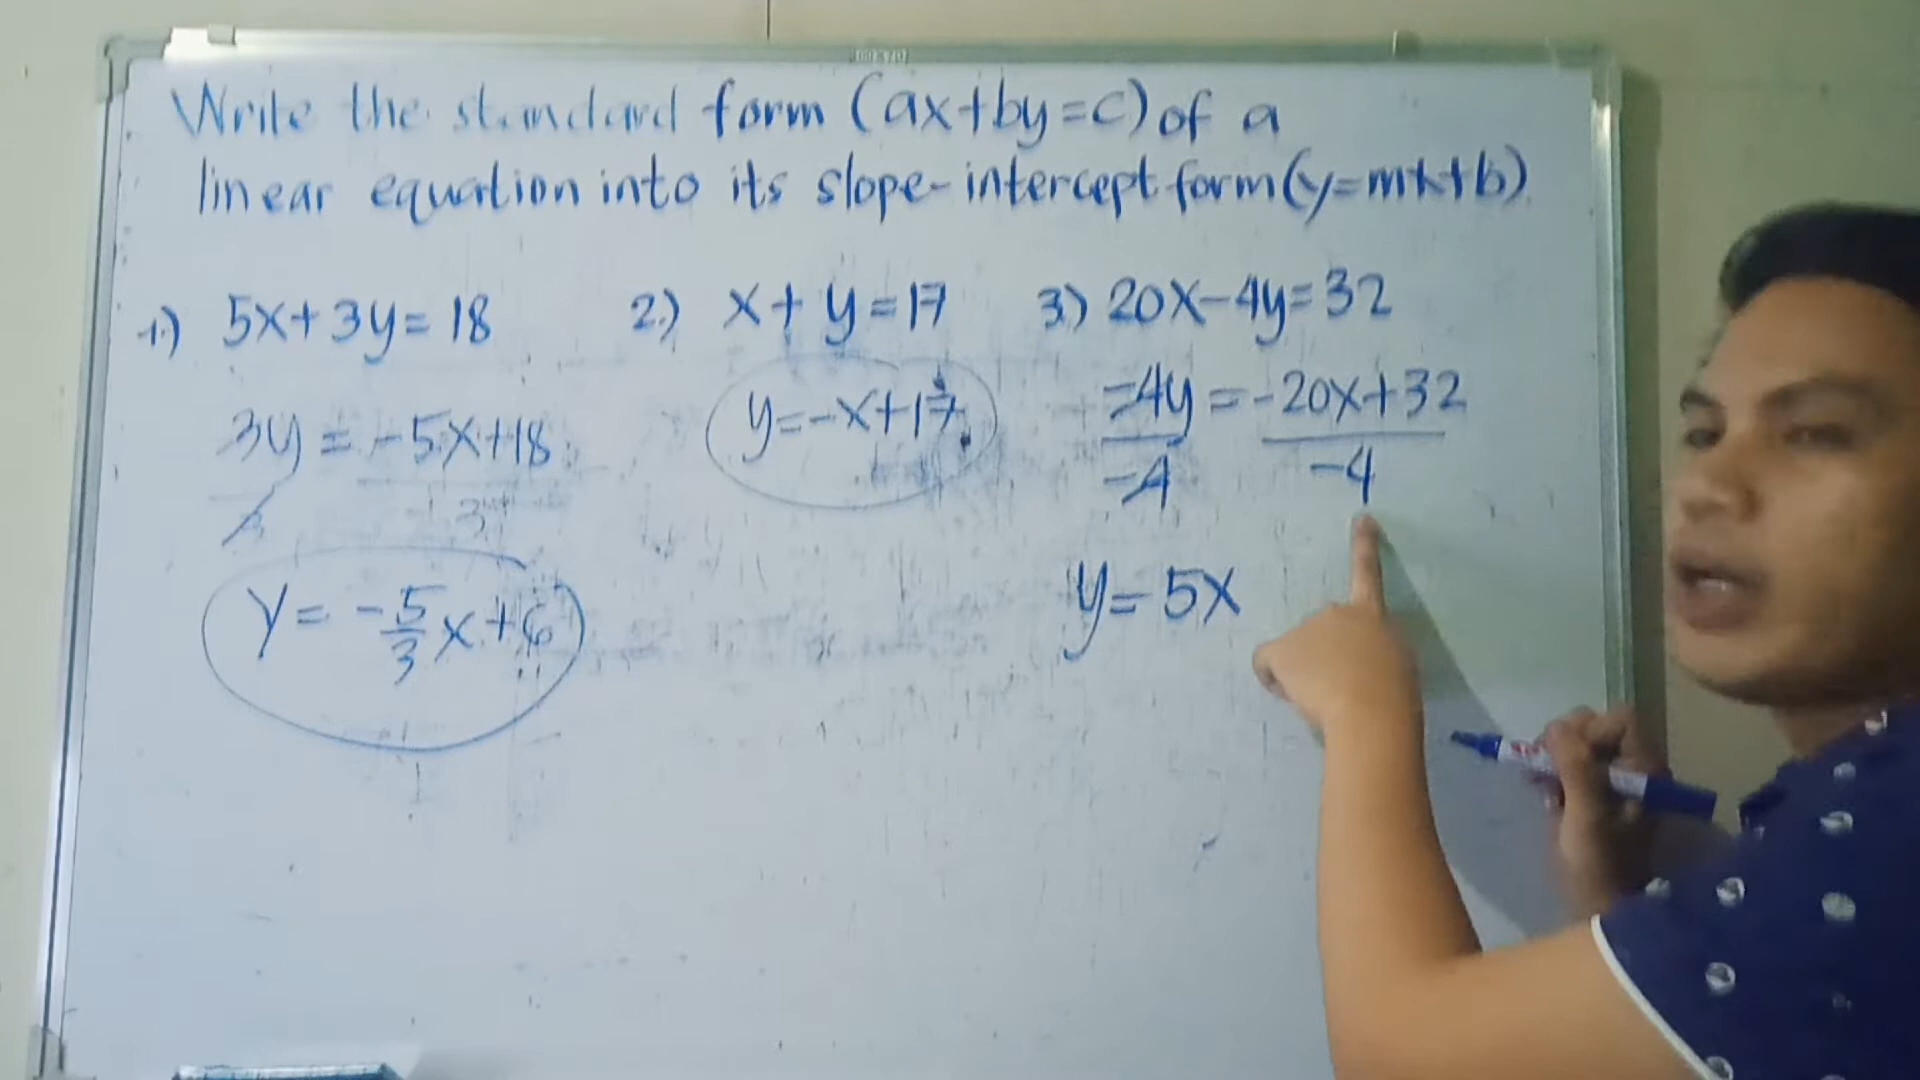 Write the standard form (ax+by=c) of a
linear equation into its slope-intercept form (y=mx+b).
1.) 5x+3y=18
3y = -5x+18
3 3
y = -5/3 x+6
2.) x+y=17
y=-x+17
3.) 20x-4y=32
-4y = -20x+32
-4 -4
y= 5x